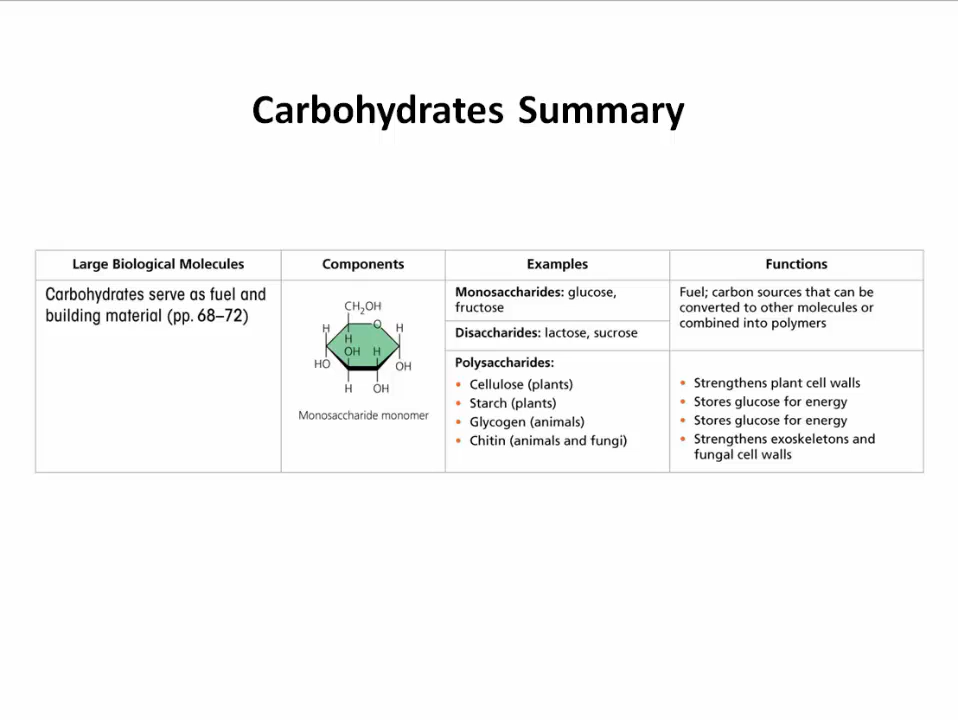 Carbohydrates Summary
Large Biological Molecules
Components
Examples
Functions
Carbohydrates serve as fuel and
building material (pp. 68–72)
CH₂OH
O
H
H
H
OH
H
HO
OH
H
OH
Monosaccharide monomer
Monosaccharides: glucose,
fructose
Disaccharides: lactose, sucrose
Fuel; carbon sources that can be
converted to other molecules or
combined into polymers
Polysaccharides:
• Cellulose (plants)
• Starch (plants)
• Glycogen (animals)
• Chitin (animals and fungi)
• Strengthens plant cell walls
• Stores glucose for energy
• Stores glucose for energy
• Strengthens exoskeletons and
fungal cell walls